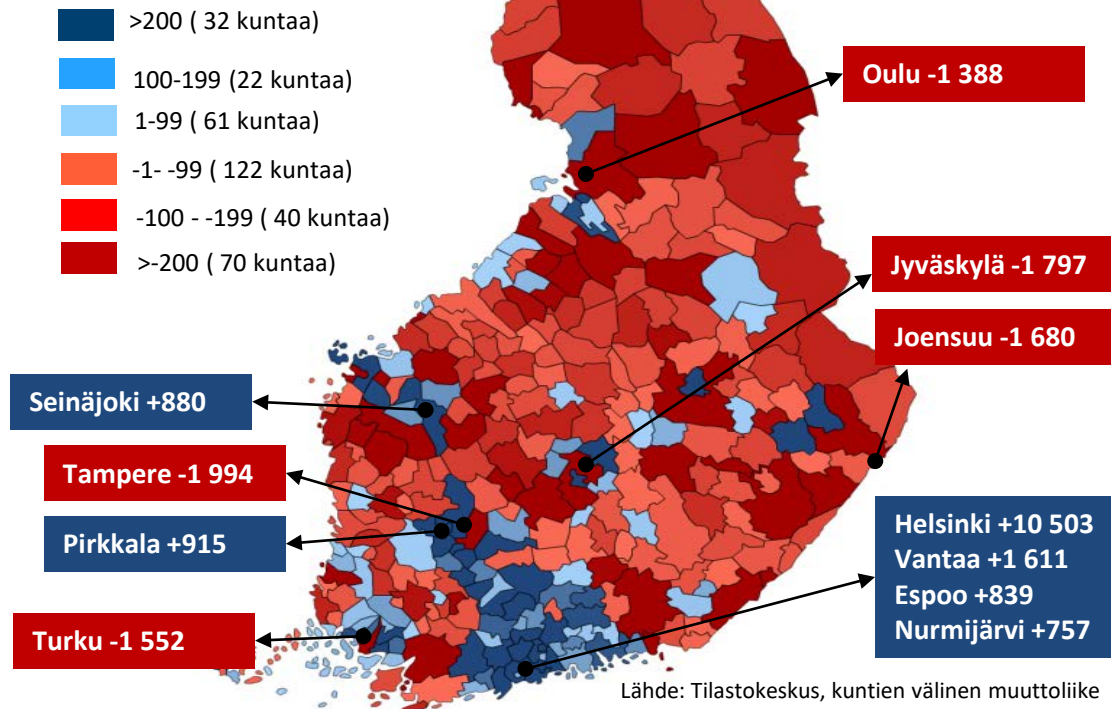 >200 ( 32 kuntaa)
100-199 (22 kuntaa)
1-99 ( 61 kuntaa)
-1- -99 ( 122 kuntaa)
-100 - -199 ( 40 kuntaa)
>-200 ( 70 kuntaa)
Oulu -1 388
Jyväskylä -1 797
Joensuu -1 680
Seinäjoki +880
Tampere -1 994
Pirkkala +915
Turku -1 552
Helsinki +10 503
Vantaa +1 611
Espoo +839
Nurmijärvi +757
Lähde: Tilastokeskus, kuntien välinen muuttoliike